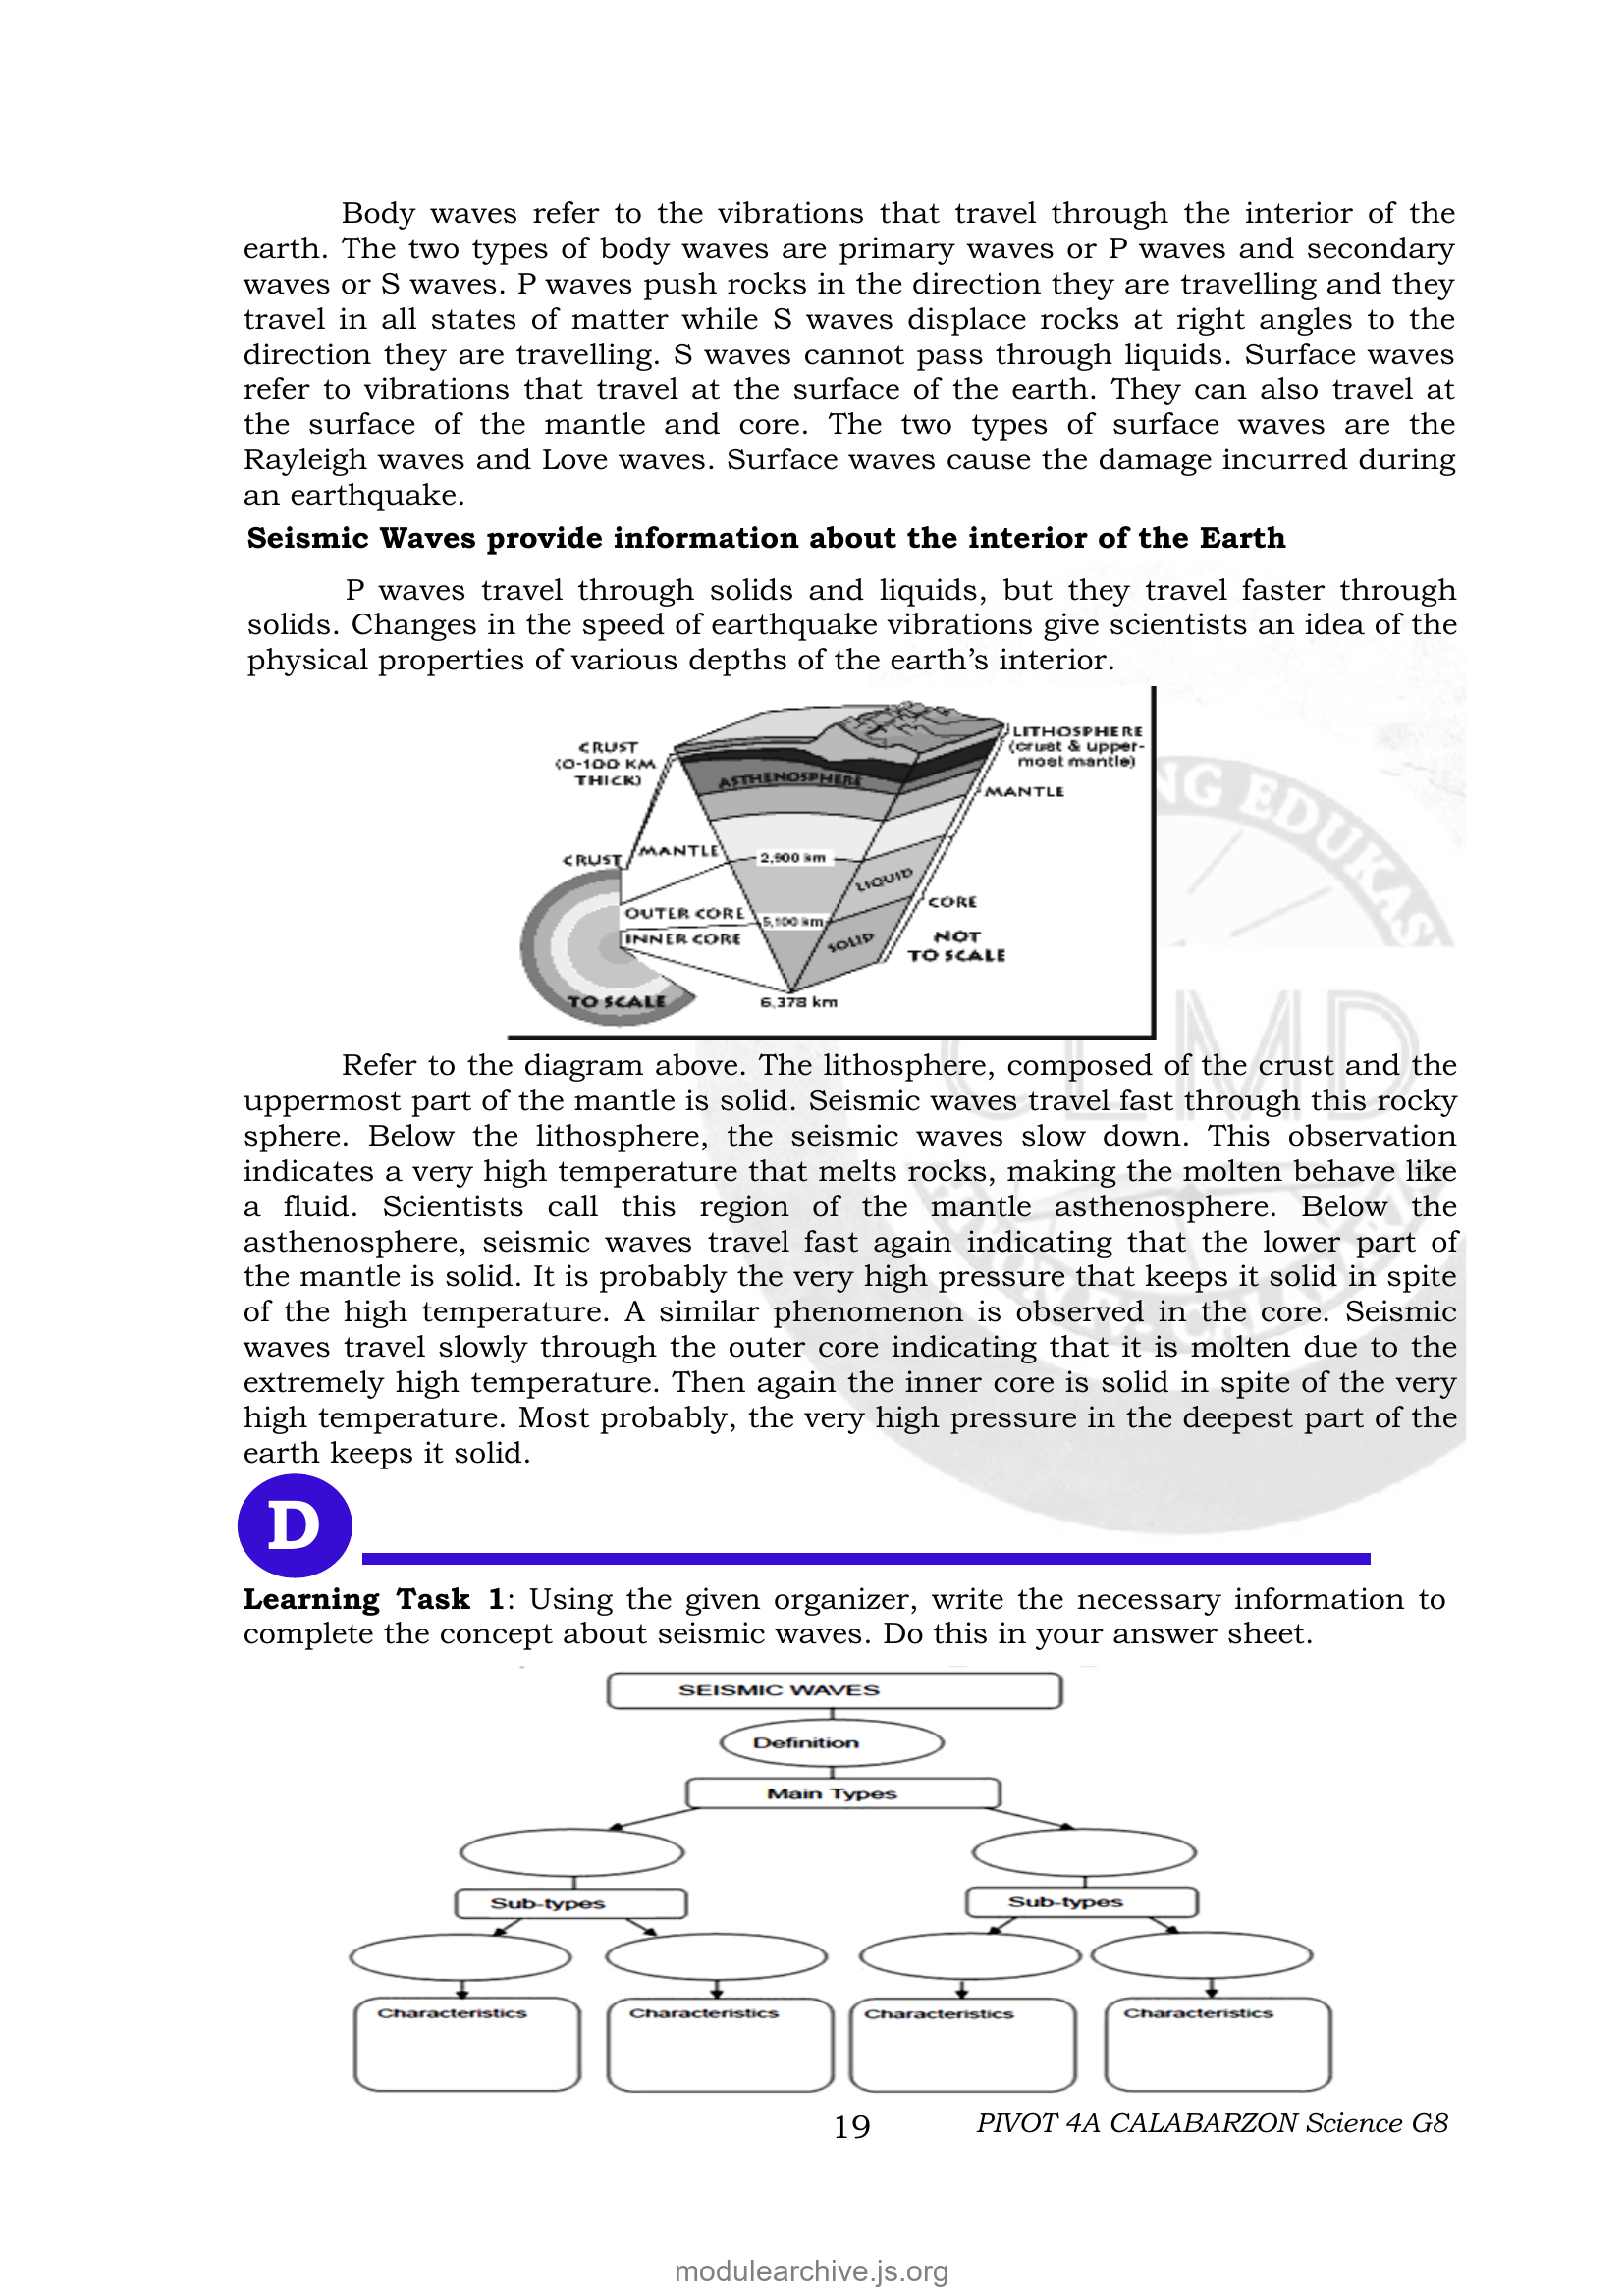 Body waves refer to the vibrations that travel through the interior of the
earth. The two types of body waves are primary waves or P waves and secondary
waves or S waves. P waves push rocks in the direction they are travelling and they
travel in all states of matter while S waves displace rocks at right angles to the
direction they are travelling. S waves cannot pass through liquids. Surface waves
refer to vibrations that travel at the surface of the earth. They can also travel at
the surface of the mantle and core. The two types of surface waves are the
Rayleigh waves and Love waves. Surface waves cause the damage incurred during
an earthquake.
Seismic Waves provide information about the interior of the Earth
P waves travel through solids and liquids, but they travel faster through
solids. Changes in the speed of earthquake vibrations give scientists an idea of the
physical properties of various depths of the earth’s interior.
CRUST
(0-100 KM
THICK)
ASTHENOSPHERE
LITHOSPHERE
(crust & upper-
most mantle)
MANTLE
CRUST
MANTLE
2,900 km
LIQUID
OUTER CORE
5,100 km
CORE
INNER CORE
SOLID
NOT
TO SCALE
TO SCALE
6,378 km
NG EDUKAS
CLMD
Refer to the diagram above. The lithosphere, composed of the crust and the
uppermost part of the mantle is solid. Seismic waves travel fast through this rocky
sphere. Below the lithosphere, the seismic waves slow down. This observation
indicates a very high temperature that melts rocks, making the molten behave like
a fluid. Scientists call this region of the mantle asthenosphere. Below the
asthenosphere, seismic waves travel fast again indicating that the lower part of
the mantle is solid. It is probably the very high pressure that keeps it solid in spite
of the high temperature. A similar phenomenon is observed in the core. Seismic
waves travel slowly through the outer core indicating that it is molten due to the
extremely high temperature. Then again the inner core is solid in spite of the very
high temperature. Most probably, the very high pressure in the deepest part of the
earth keeps it solid.
D
Learning Task 1: Using the given organizer, write the necessary information to
complete the concept about seismic waves. Do this in your answer sheet.
SEISMIC WAVES
Definition
Main Types
Sub-types
Sub-types
Characteristics
Characteristics
Characteristics
Characteristics
19
PIVOT 4A CALABARZON Science G8
modulearchive.js.org